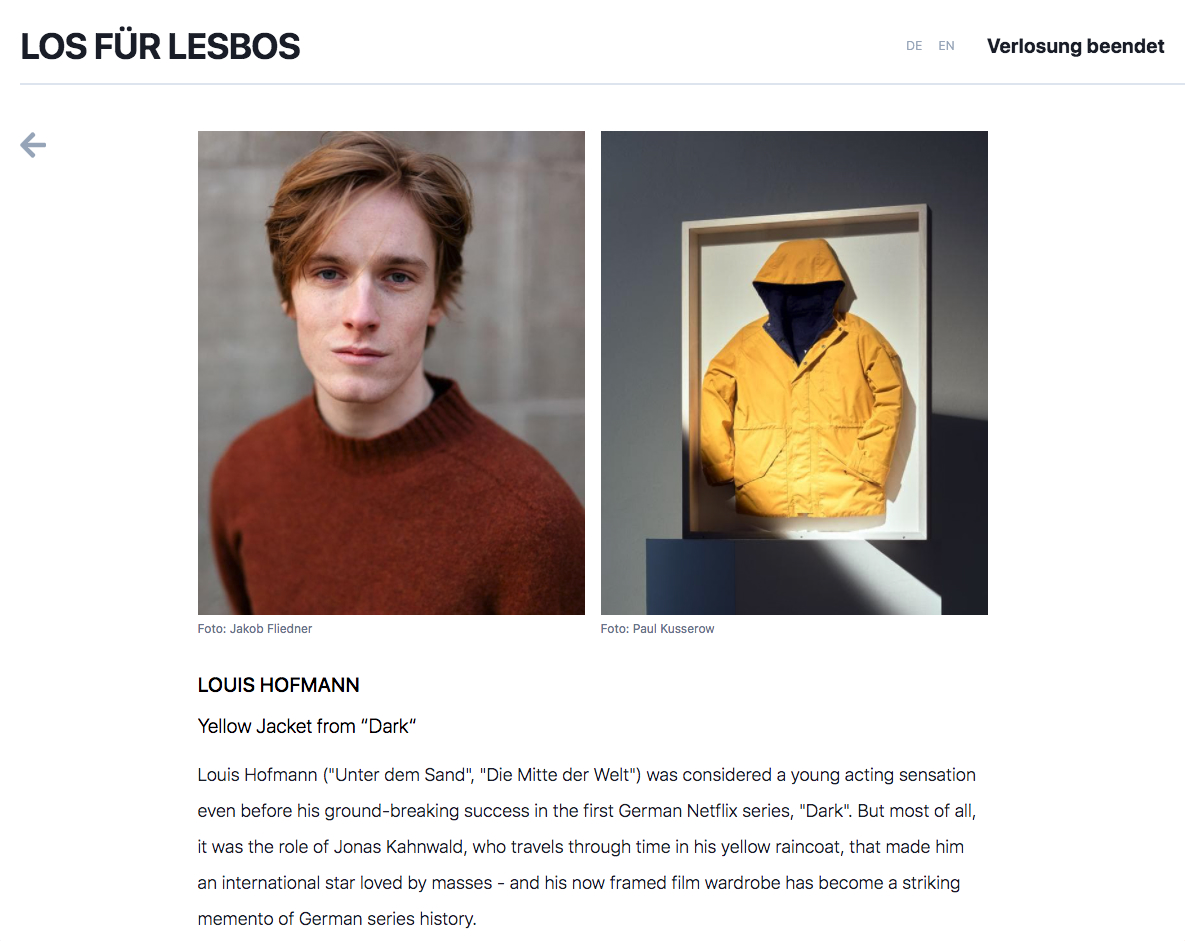 LOS FÜR LESBOS
DE EN Verlosung beendet
Foto: Jakob Fliedner
Foto: Paul Kusserow
LOUIS HOFMANN
Yellow Jacket from “Dark“
Louis Hofmann ("Unter dem Sand", "Die Mitte der Welt") was considered a young acting sensation
even before his ground-breaking success in the first German Netflix series, "Dark". But most of all,
it was the role of Jonas Kahnwald, who travels through time in his yellow raincoat, that made him
an international star loved by masses - and his now framed film wardrobe has become a striking
memento of German series history.